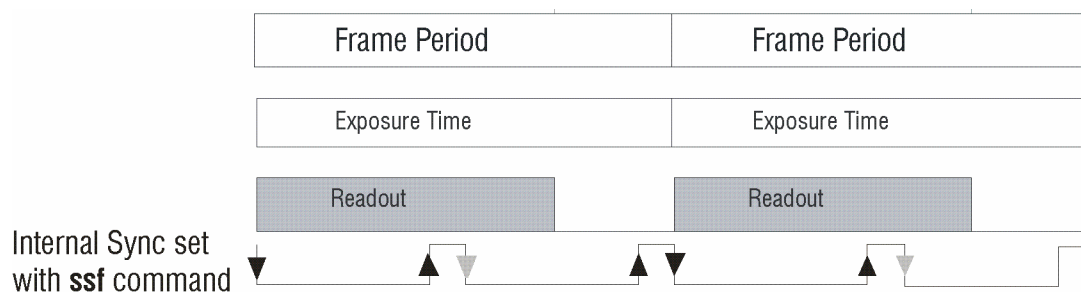 Frame Period Frame Period
Exposure Time Exposure Time
Readout Readout
Internal Sync set
with ssf command